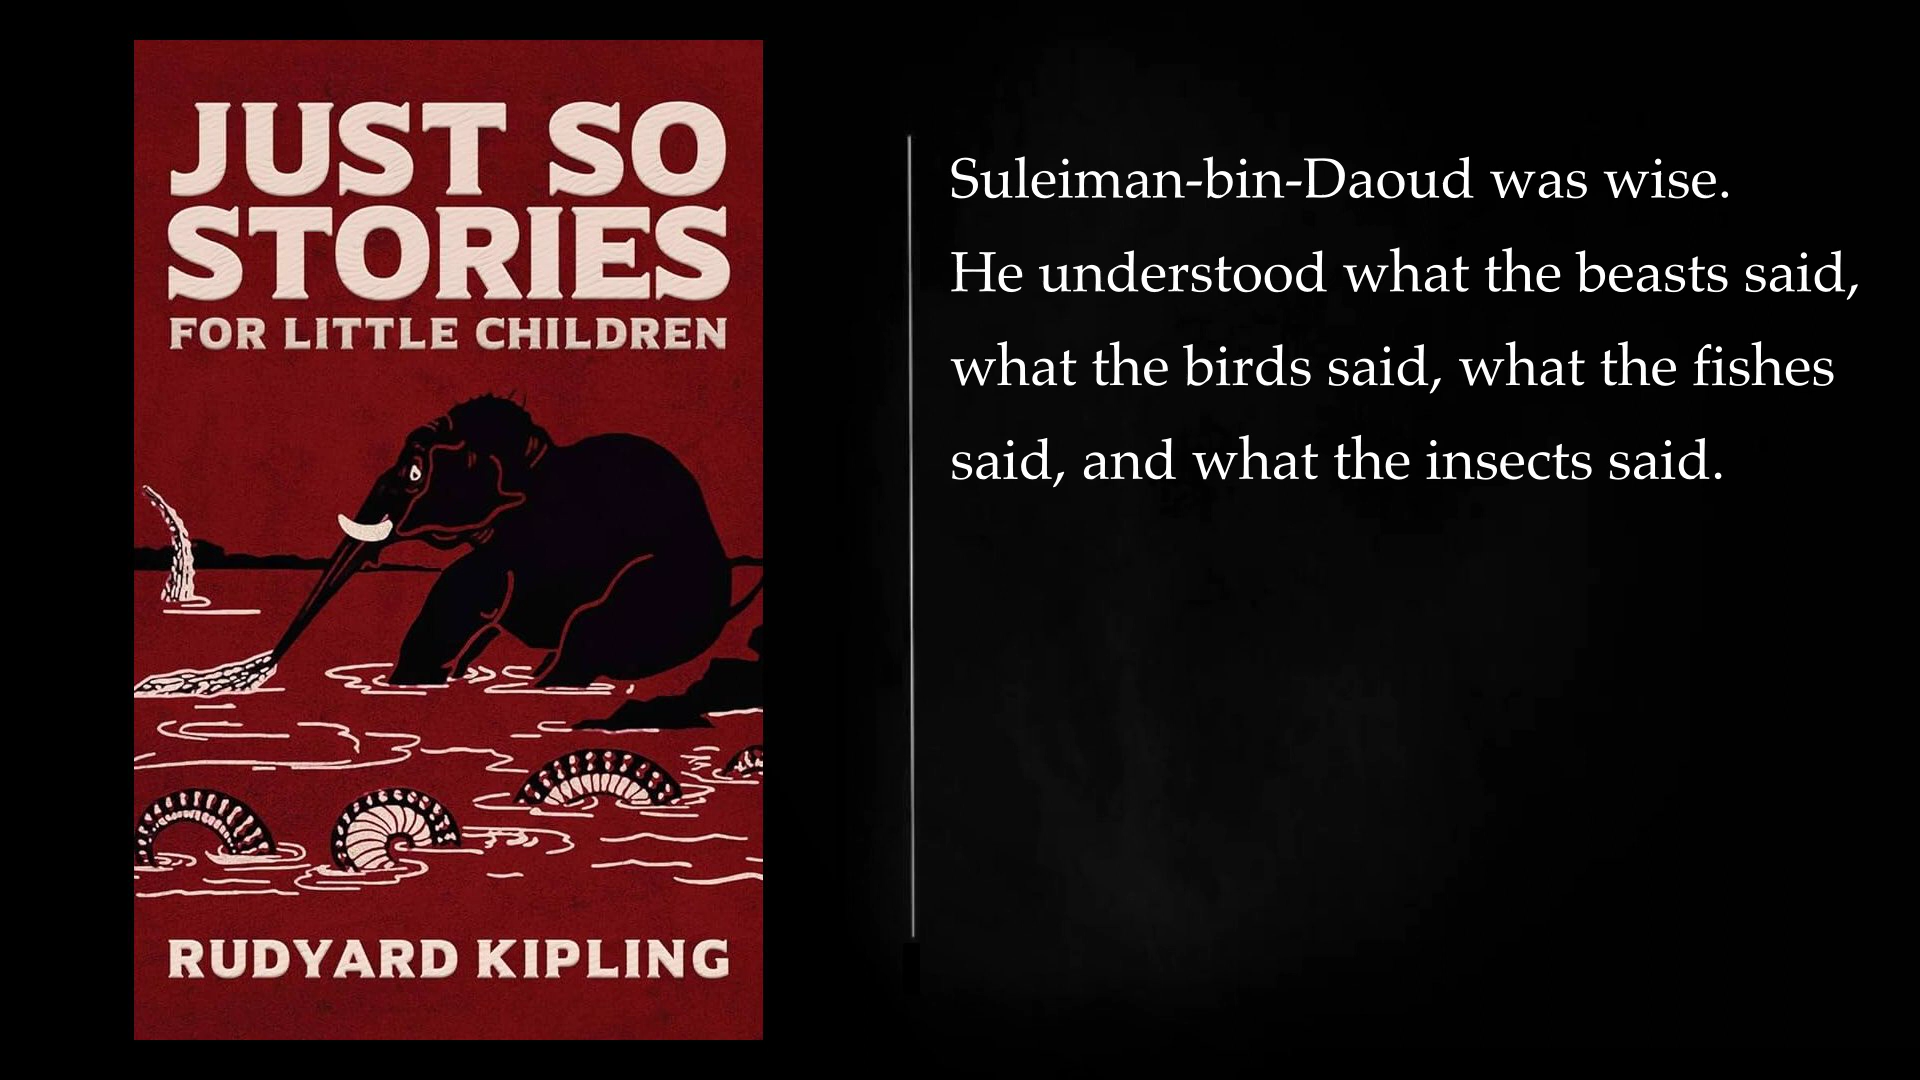 JUST SO
STORIES
FOR LITTLE CHILDREN
RUDYARD KIPLING
Suleiman-bin-Daoud was wise.
He understood what the beasts said,
what the birds said, what the fishes
said, and what the insects said.